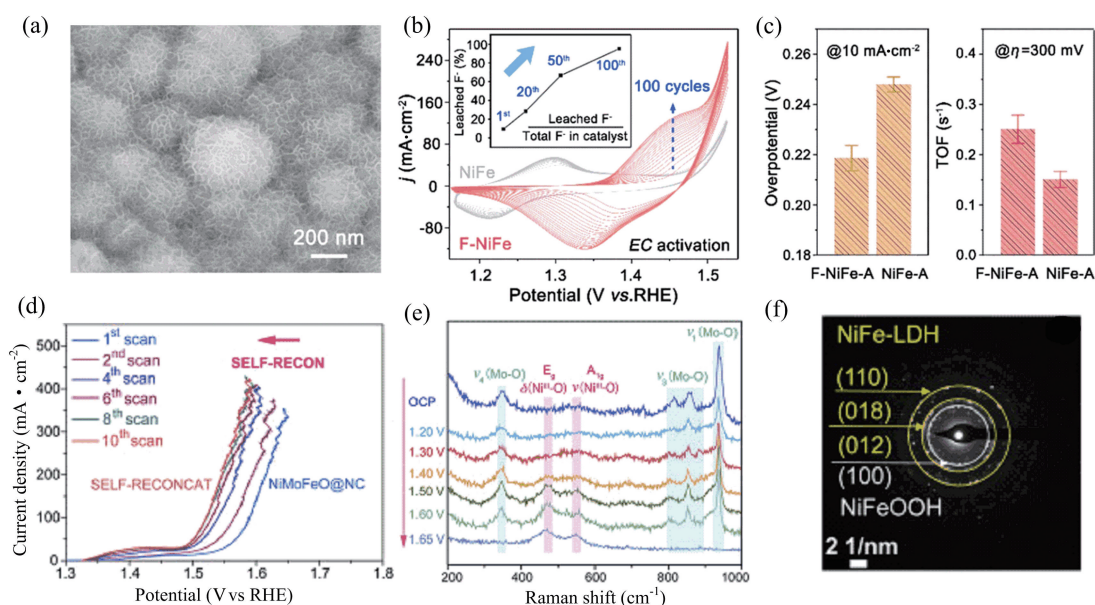 (a)
200 nm
(b)
j (mA·cm⁻²)
240
160
80
0
-80
Leached F⁻ (%)
100
80
60
40
20
0
1st
20th
50th
100th
Leached F⁻
Total F⁻ in catalyst
100 cycles
NiFe
F-NiFe
EC activation
1.2
1.3
1.4
1.5
Potential (V vs.RHE)
(c)
Overpotential (V)
0.26
0.24
0.22
0.20
0.18
@10 mA·cm⁻²
F-NiFe-A
NiFe-A
TOF (s⁻¹)
0.5
0.4
0.3
0.2
0.1
0.0
@η=300 mV
F-NiFe-A
NiFe-A
(d)
Current density (mA • cm⁻²)
500
400
300
200
100
0
1st scan
2nd scan
4th scan
6th scan
8th scan
10th scan
SELF-RECON
SELF-RECONCAT
NiMoFeO@NC
1.3
1.4
1.5
1.6
1.7
1.8
Potential (V vs RHE)
(e)
ν₄(Mo-O)
Eg
δ(Niᴵᴵᴵ-O)
A1g
ν(Niᴵᴵᴵ-O)
ν₃(Mo-O)
ν₁(Mo-O)
OCP
1.20 V
1.30 V
1.40 V
1.50 V
1.60 V
1.65 V
200
400
600
800
1000
Raman shift (cm⁻¹)
(f)
NiFe-LDH
(110)
(018)
(012)
(100)
NiFeOOH
2 1/nm